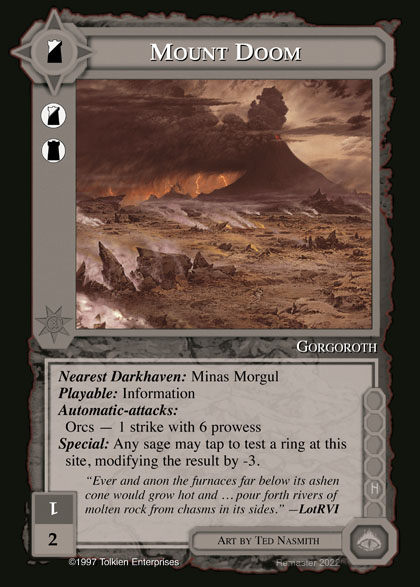 MOUNT DOOM
GORGOROTH
Nearest Darkhaven: Minas Morgul
Playable: Information
Automatic-attacks:
Orcs — 1 strike with 6 prowess
Special: Any sage may tap to test a ring at this
site, modifying the result by -3.
“Ever and anon the furnaces far below its ashen
cone would grow hot and … pour forth rivers of
molten rock from chasms in its sides.” —LotRVI
1
2
H
ART BY TED NASMITH
©1997 Tolkien Enterprises
Remaster 2022